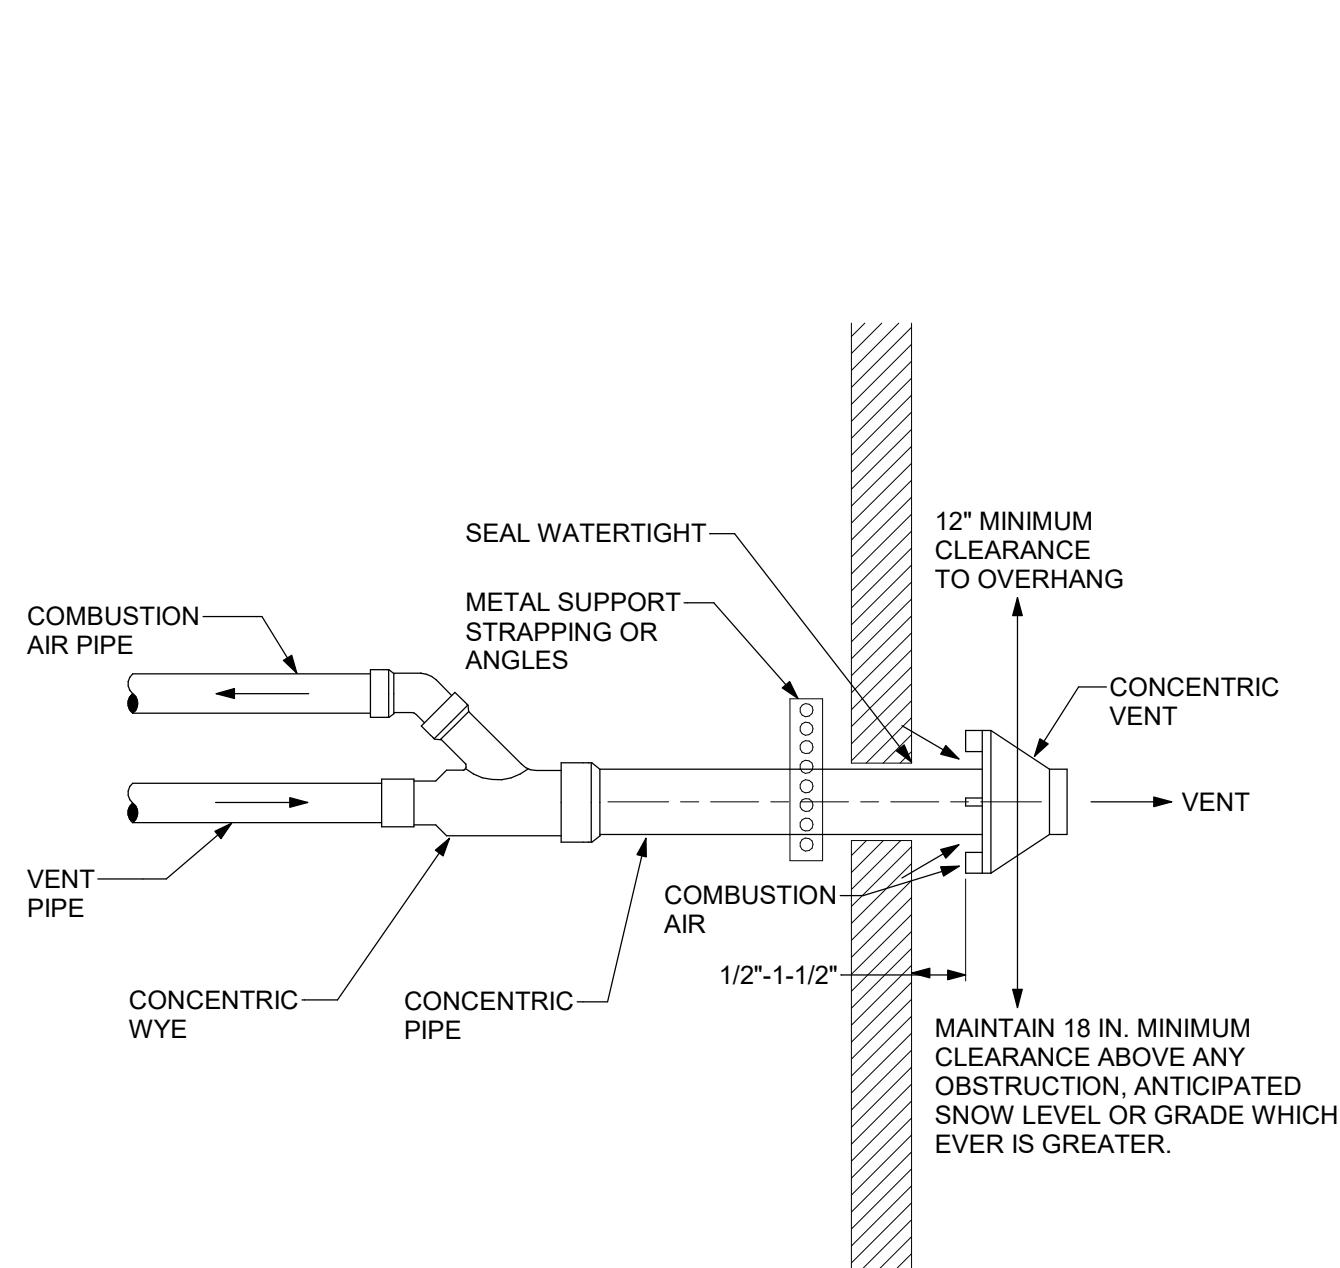 SEAL WATERTIGHT
12" MINIMUM
CLEARANCE
TO OVERHANG
METAL SUPPORT
STRAPPING OR
ANGLES
COMBUSTION
AIR PIPE
CONCENTRIC
VENT
VENT
VENT
PIPE
COMBUSTION
AIR
1/2"-1-1/2"
CONCENTRIC
WYE
CONCENTRIC
PIPE
MAINTAIN 18 IN. MINIMUM
CLEARANCE ABOVE ANY
OBSTRUCTION, ANTICIPATED
SNOW LEVEL OR GRADE WHICH
EVER IS GREATER.